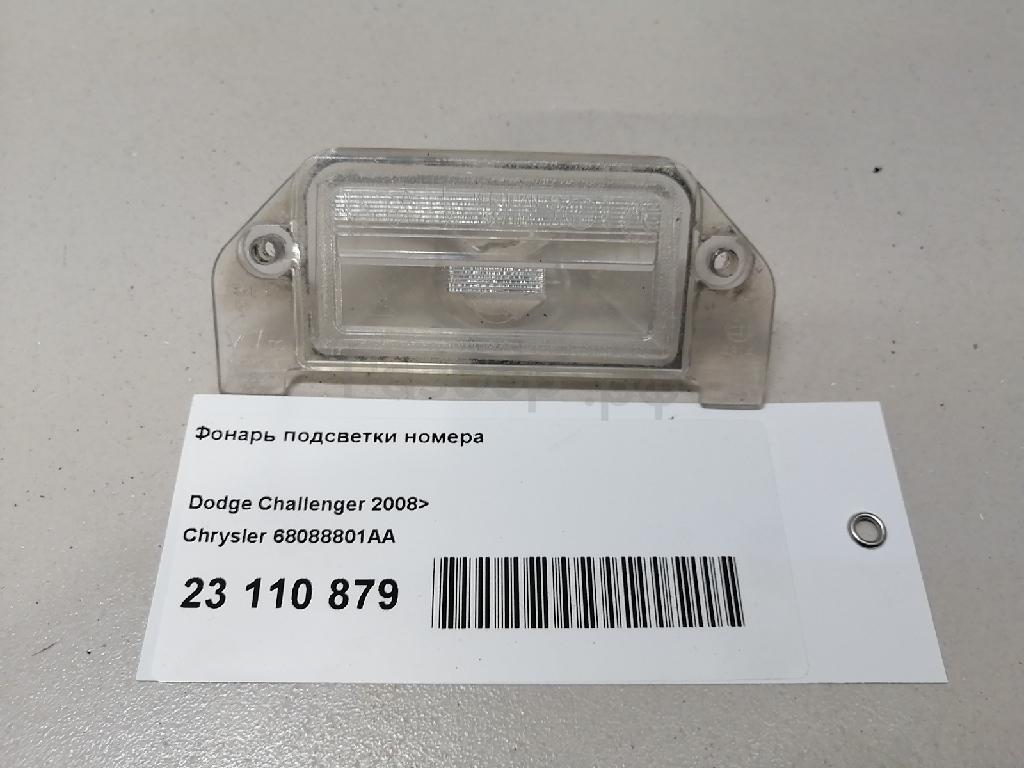 Фонарь подсветки номера
Dodge Challenger 2008>
Chrysler 68088801AA
23 110 879